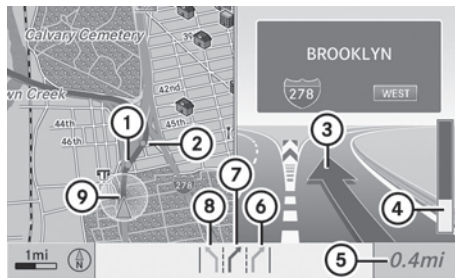 Calvary Cemetery
39
BROOKLYN
278
WEST
wn Creek
42nd
45th
44th
46th
1
2
3
7
278
9
8
6
4
5
1mi
N
0.4mi